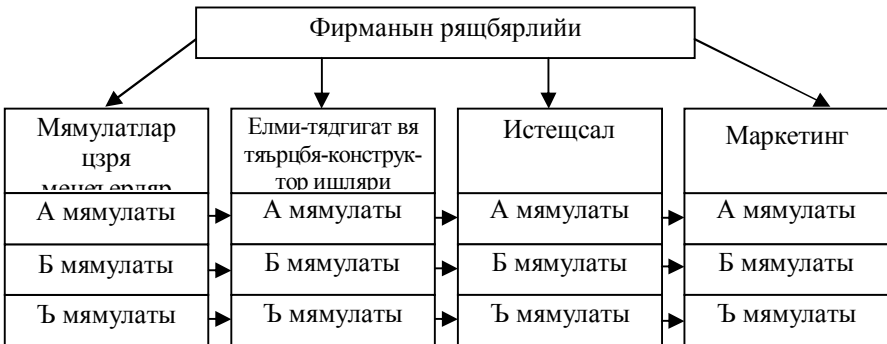 Фирманын рящбярлийи
Мямулатлар
цзря
менеъерляр
Елми-тядгигат вя
тяърцбя-конструк-
тор ишляри
Истещсал
Маркетинг
А мямулаты
А мямулаты
А мямулаты
А мямулаты
Б мямулаты
Б мямулаты
Б мямулаты
Б мямулаты
Ъ мямулаты
Ъ мямулаты
Ъ мямулаты
Ъ мямулаты